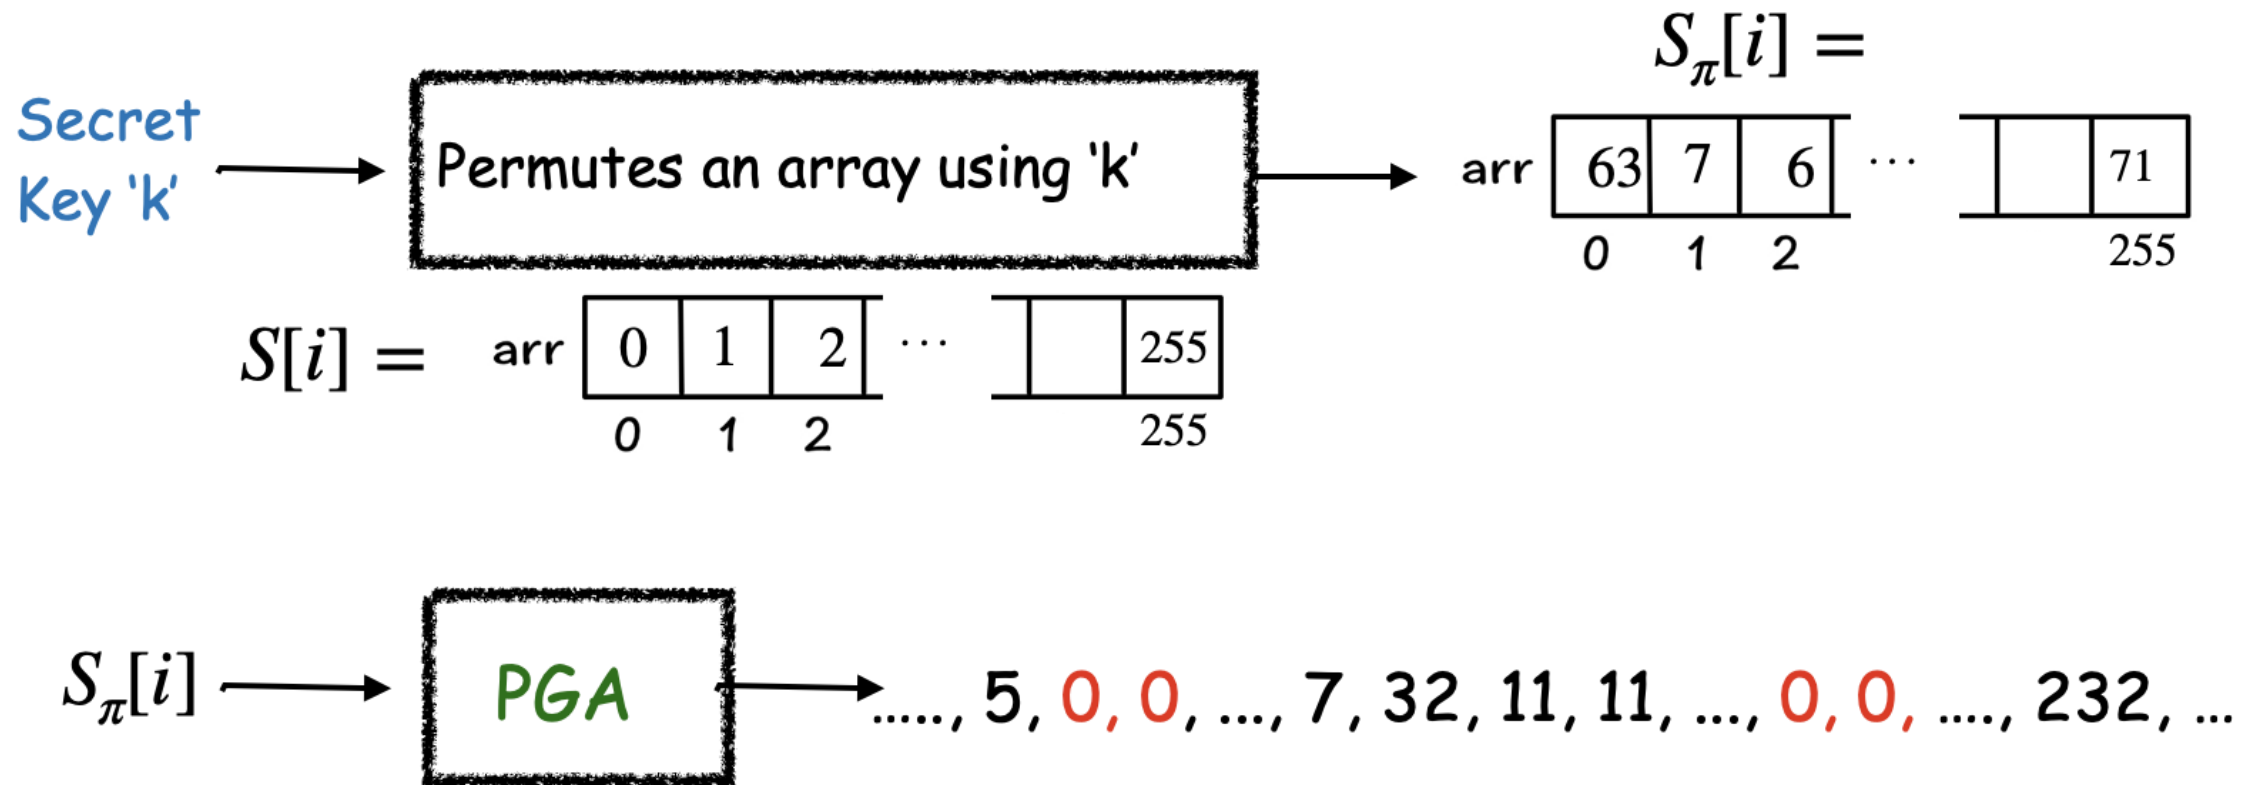 Sπ[i] =
Secret
Key 'k'
Permutes an array using 'k'
arr 63 7 6 ... 71
0 1 2 255
S[i] = arr 0 1 2 ... 255
0 1 2 255
Sπ[i] PGA ....., 5, 0, 0, ..., 7, 32, 11, 11, ..., 0, 0, ...., 232, ...